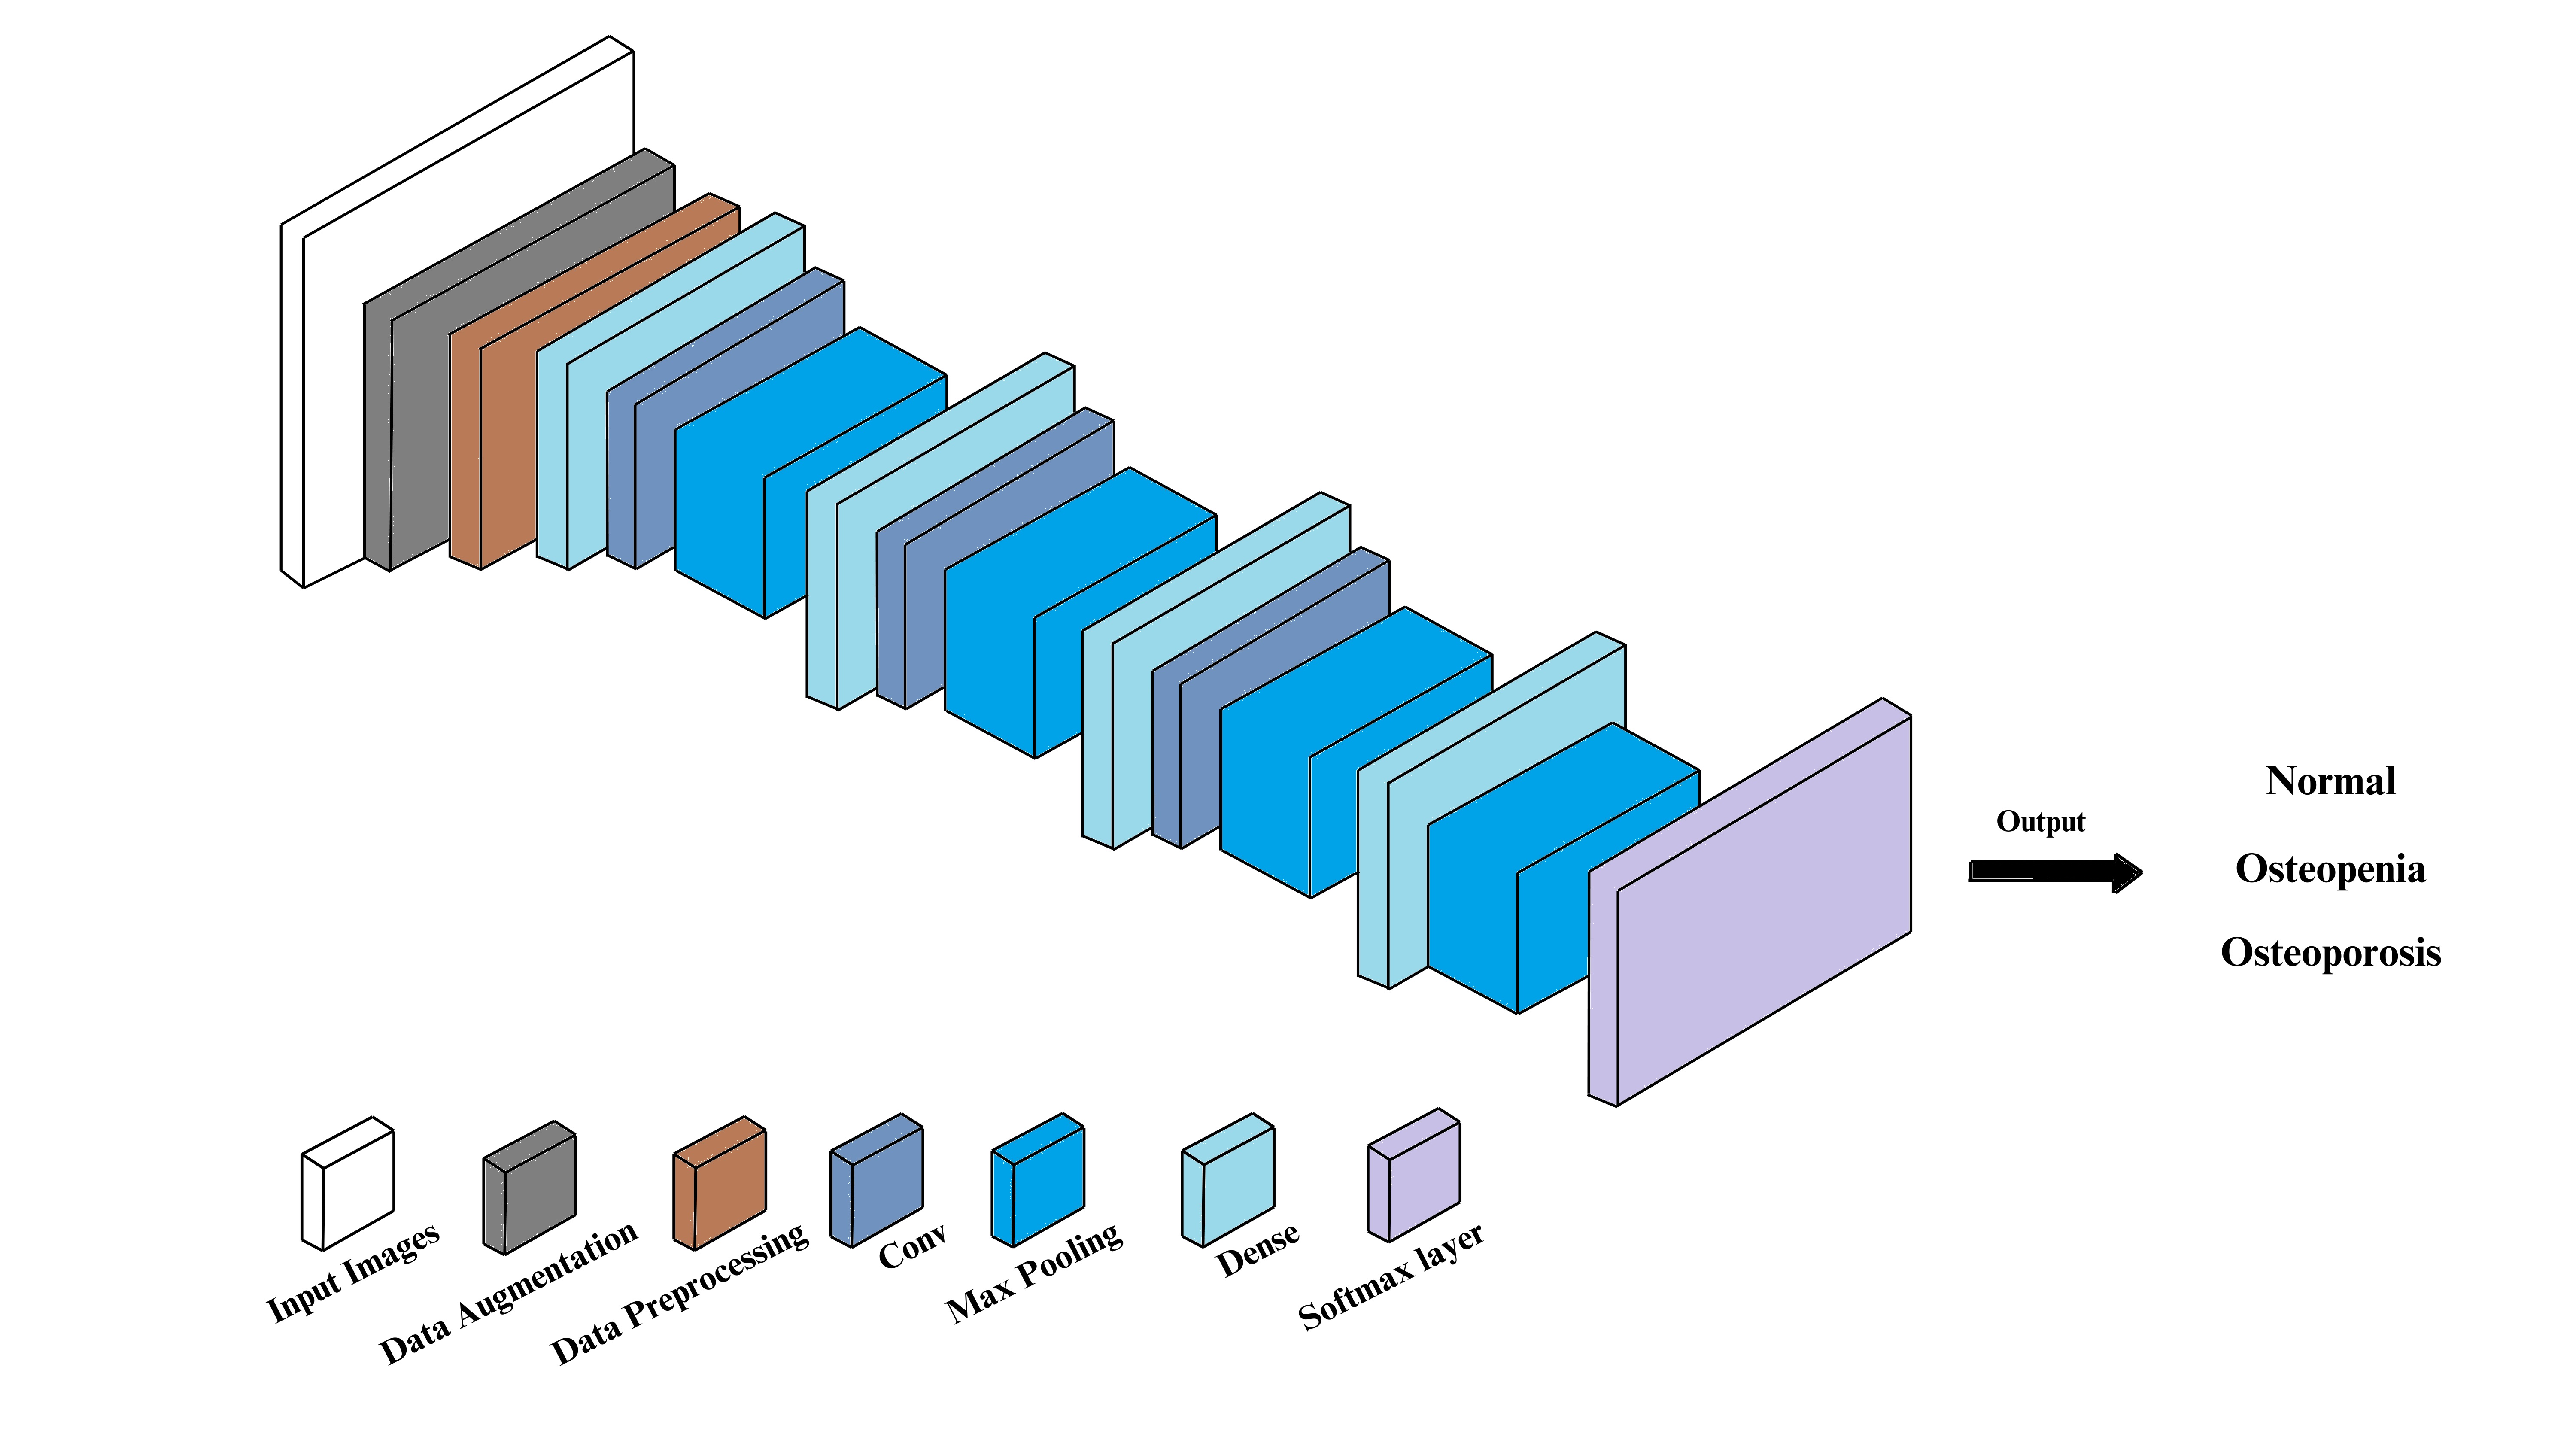 Normal
Output
Osteopenia
Osteoporosis
Input Images
Data Augmentation
Data Preprocessing
Conv
Max Pooling
Dense
Softmax layer